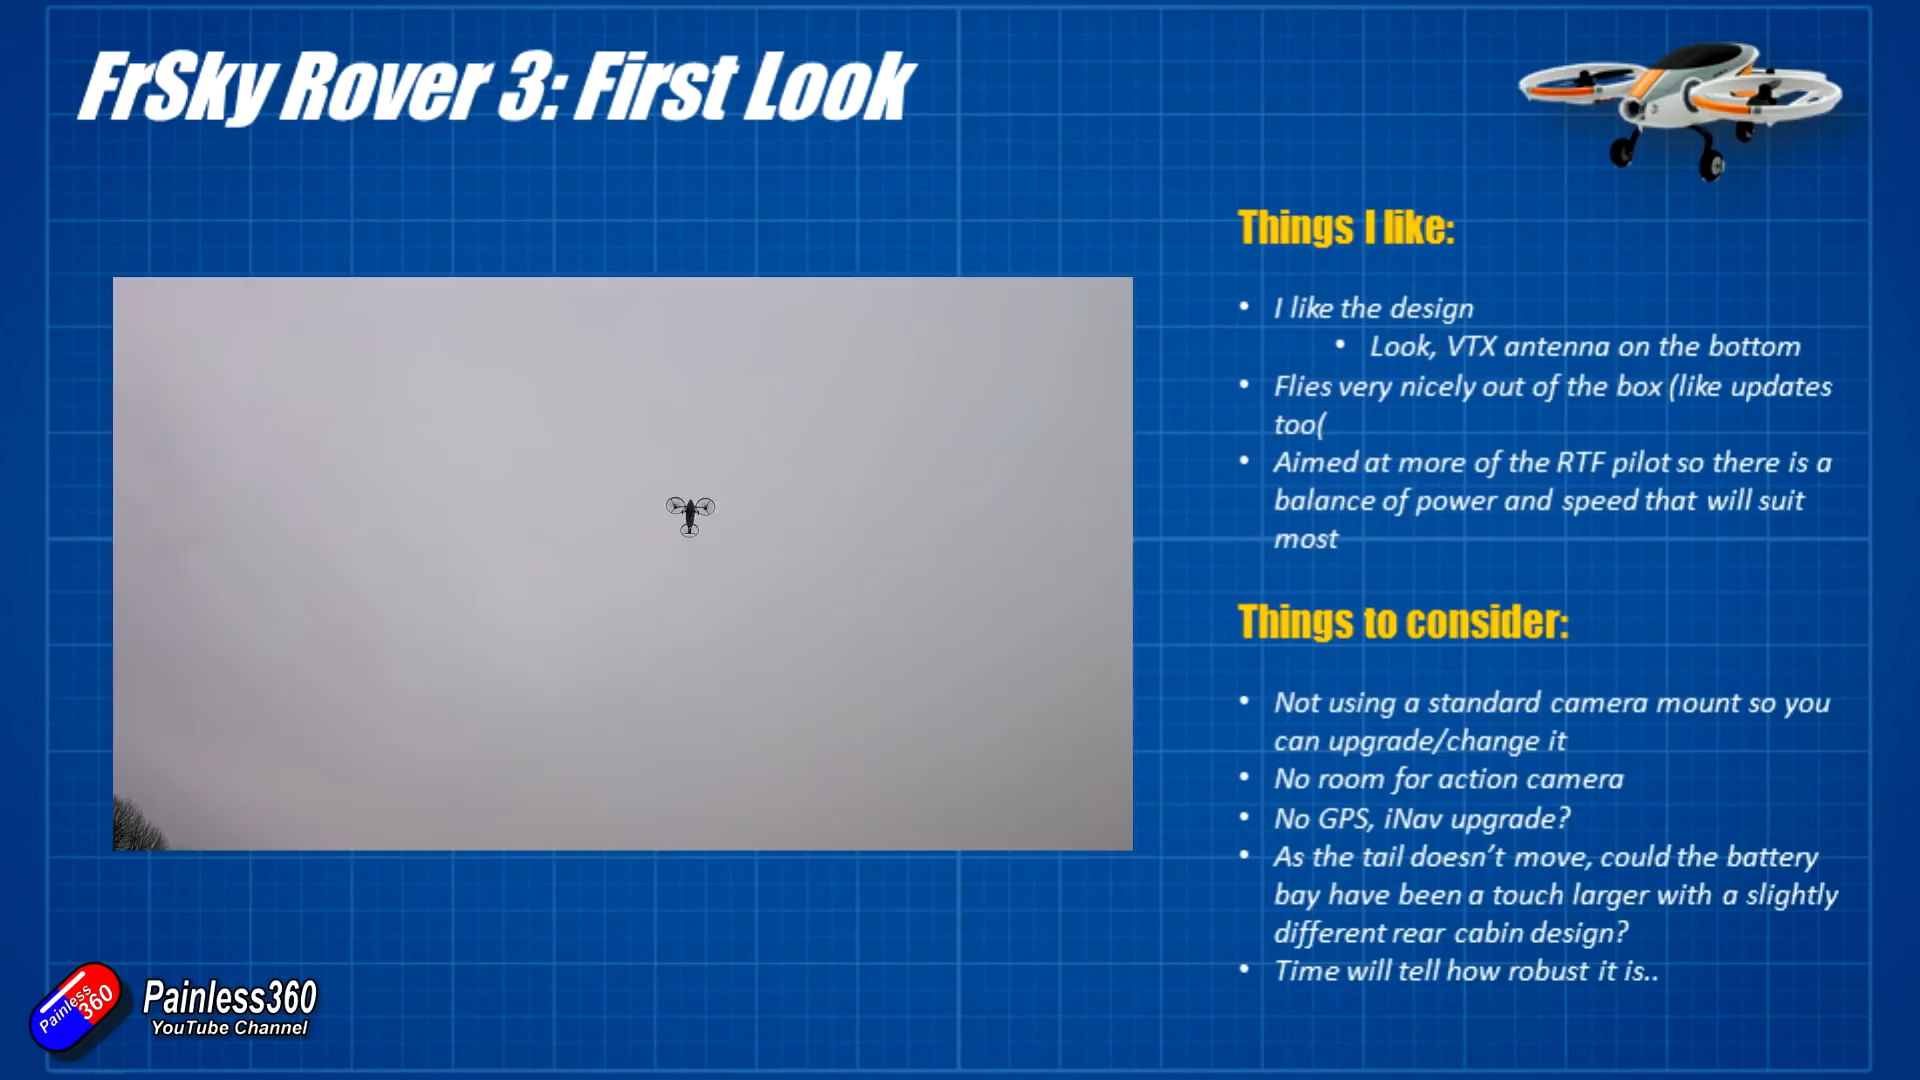 FrSky Rover 3: First Look
Things I like:
• I like the design
• Look, VTX antenna on the bottom
• Flies very nicely out of the box (like updates
too(
• Aimed at more of the RTF pilot so there is a
balance of power and speed that will suit
most
Things to consider:
• Not using a standard camera mount so you
can upgrade/change it
• No room for action camera
• No GPS, iNav upgrade?
• As the tail doesn't move, could the battery
bay have been a touch larger with a slightly
different rear cabin design?
• Time will tell how robust it is..
Painless
360
Painless360
YouTube Channel